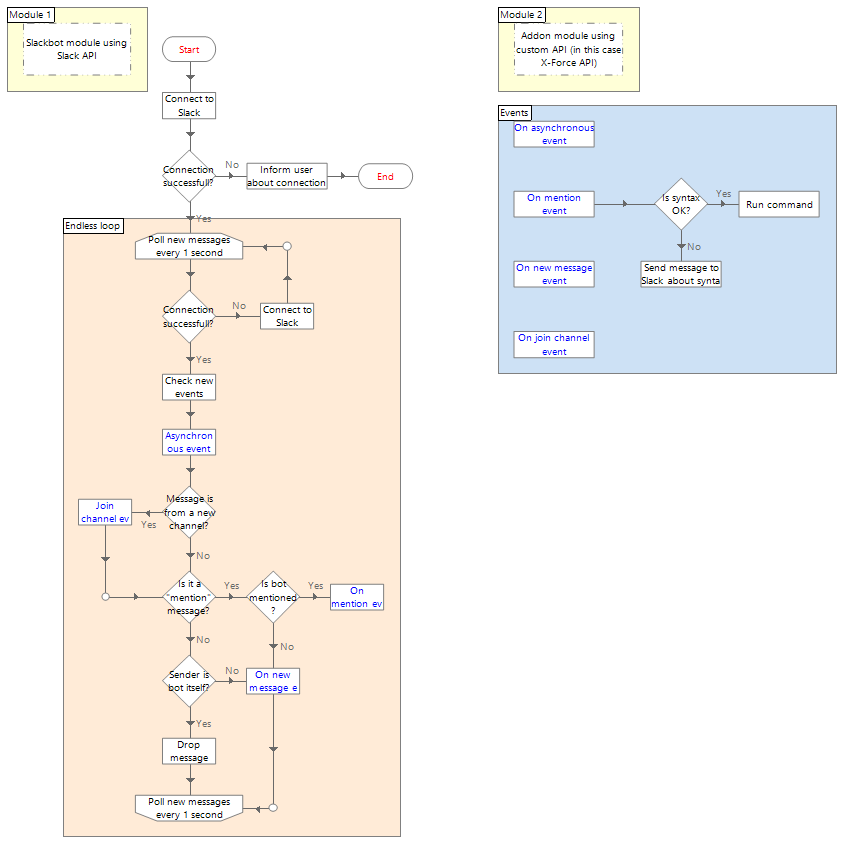 Module 1
Slackbot module using
Slack API
Start
Connect to
Slack
Connection
successfull?
No
Inform user
about connection
End
Yes
Endless loop
Poll new messages
every 1 second
Connection
successfull?
No
Connect to
Slack
Yes
Check new
events
Asynchron
ous event
Message is
from a new
channel?
Yes
Join
channel ev
No
Is it a
"mention"
message?
Yes
Is bot
mentioned
?
Yes
On
mention ev
No
No
Sender is
bot itself?
No
On new
message e
Yes
Drop
message
Poll new messages
every 1 second
Module 2
Addon module using
custom API (in this case
X-Force API)
Events
On asynchronous
event
On mention
event
Is syntax
OK?
Yes
Run command
No
Send message to
Slack about synta
On new message
event
On join channel
event